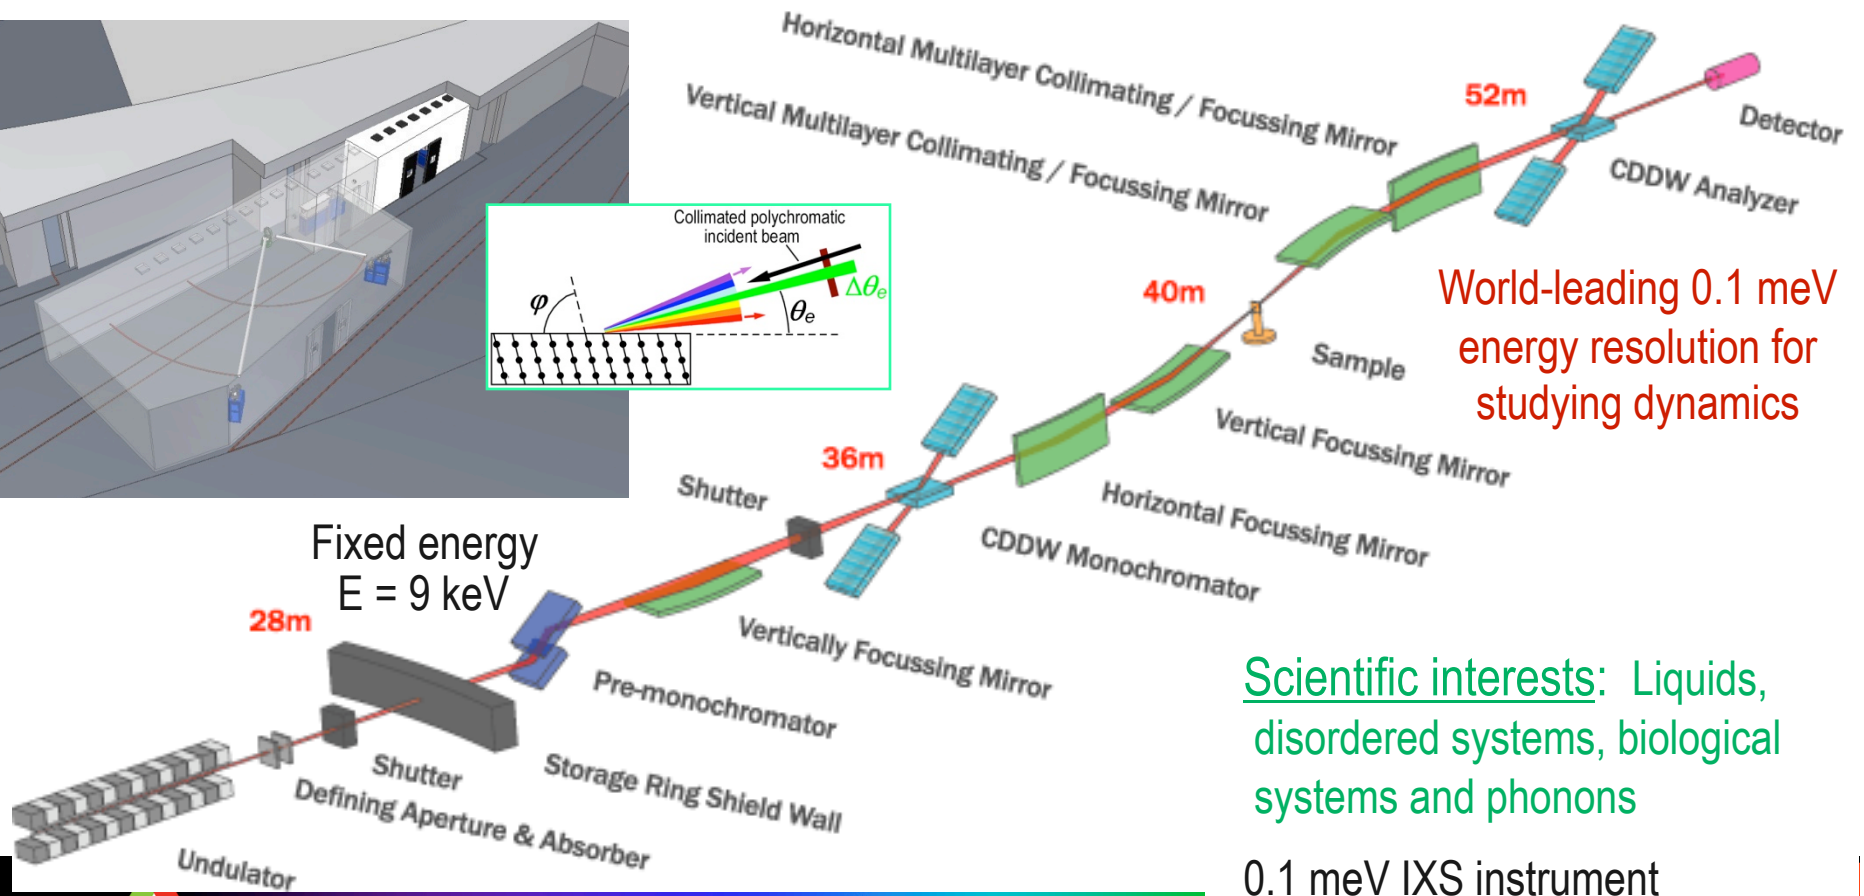 Horizontal Multilayer Collimating / Focussing Mirror
Vertical Multilayer Collimating / Focussing Mirror
52m
Detector
CDDW Analyzer
Collimated polychromatic
incident beam
φ
Δθe
θe
40m
World-leading 0.1 meV
energy resolution for
studying dynamics
Sample
Vertical Focussing Mirror
36m
Shutter
Horizontal Focussing Mirror
CDDW Monochromator
Fixed energy
E = 9 keV
28m
Vertically Focussing Mirror
Pre-monochromator
Storage Ring Shield Wall
Shutter
Defining Aperture & Absorber
Undulator
Scientific interests: Liquids,
disordered systems, biological
systems and phonons
0.1 meV IXS instrument